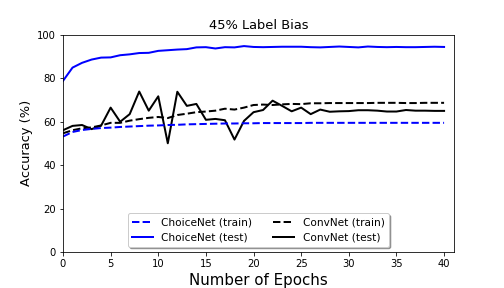 45% Label Bias
Accuracy (%)
100
80
60
40
20
0
ChoiceNet (train)
ChoiceNet (test)
ConvNet (train)
ConvNet (test)
0 5 10 15 20 25 30 35 40
Number of Epochs